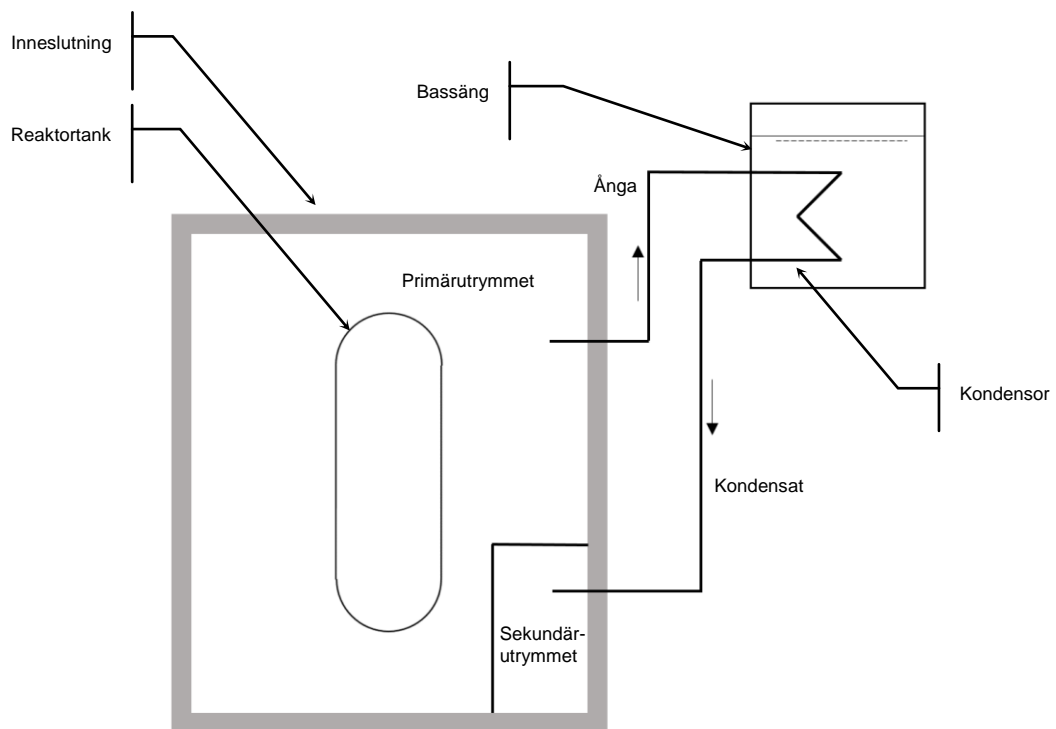 Inneslutning
Bassäng
Reaktortank
Ånga
Primärutrymmet
Kondensor
Kondensat
Sekundär-
utrymmet